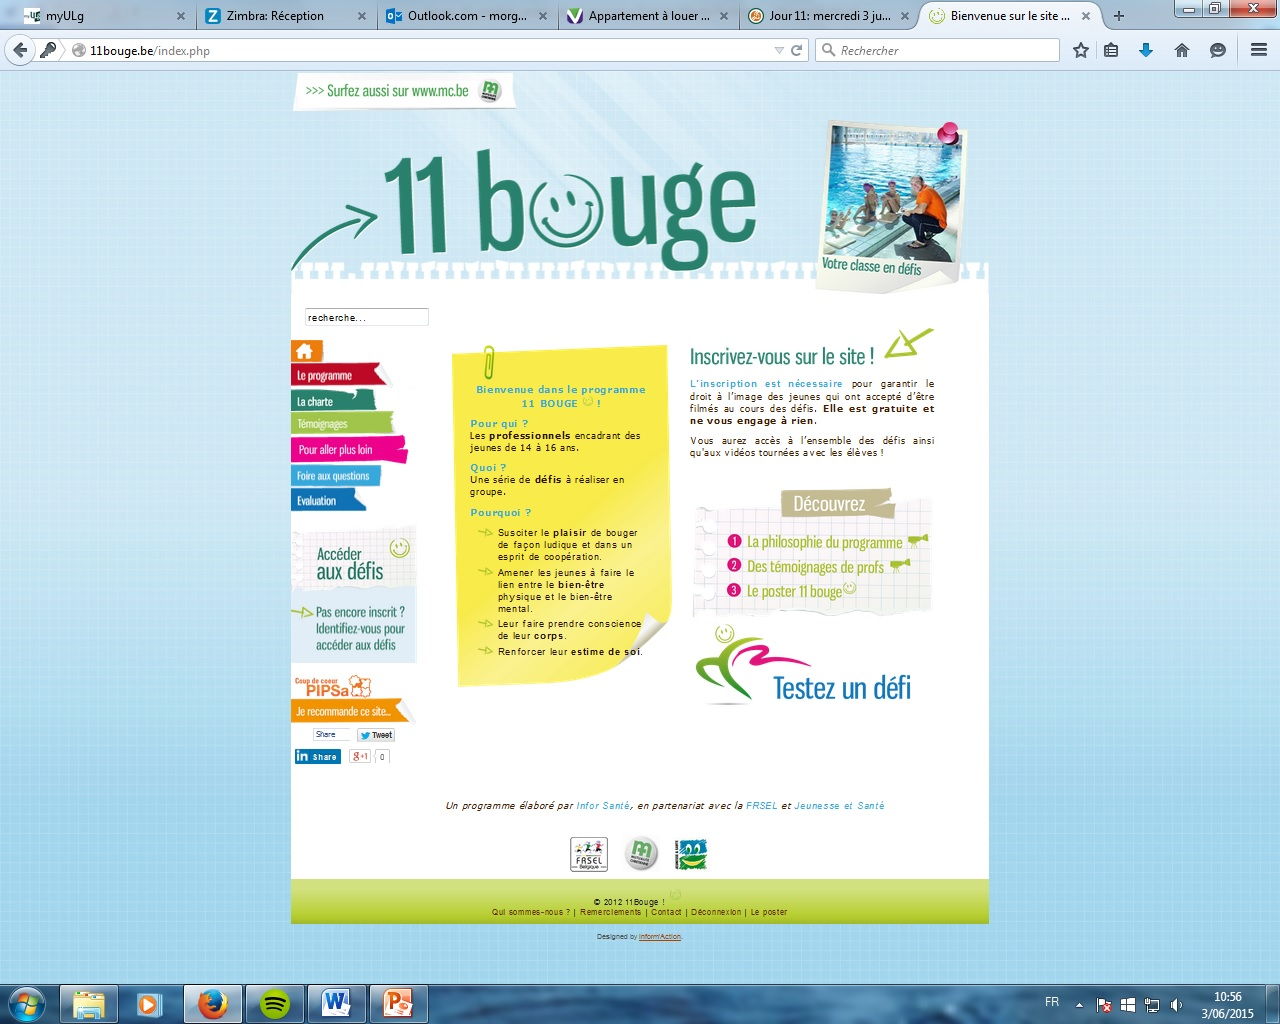 myULg
Zimbra: Réception
Outlook.com - morg...
Appartement à louer ...
Jour 11: mercredi 3 ju...
Bienvenue sur le site ...
11bouge.be/index.php
Rechercher
>>> Surfez aussi sur www.mc.be
11 bouge
Votre classe en défis
recherche...
Le programme
La charte
Témoignages
Pour aller plus loin
Foire aux questions
Evaluation
Accéder
aux défis
Pas encore inscrit ?
Identifiez-vous pour
accéder aux défis
Coup de coeur
PIPSa
Je recommande ce site...
Share
Tweet
in Share
g+1
0
Bienvenue dans le programme
11 BOUGE !
Pour qui ?
Les professionnels encadrant des
jeunes de 14 à 16 ans.
Quoi ?
Une série de défis à réaliser en
groupe.
Pourquoi ?
Susciter le plaisir de bouger
de façon ludique et dans un
esprit de coopération.
Amener les jeunes à faire le
lien entre le bien-être
physique et le bien-être
mental.
Leur faire prendre conscience
de leur corps.
Renforcer leur estime de soi.
Inscrivez-vous sur le site !
L'inscription est nécessaire pour garantir le
droit à l'image des jeunes qui ont accepté d'être
filmés au cours des défis. Elle est gratuite et
ne vous engage à rien.
Vous aurez accès à l'ensemble des défis ainsi
qu'aux vidéos tournées avec les élèves !
Découvrez
1 La philosophie du programme
2 Des témoignages de profs
3 Le poster 11 bouge
Testez un défi
Un programme élaboré par Infor Santé, en partenariat avec la FRSEL et Jeunesse et Santé
FRSEL
Belgique
© 2012 11Bouge !
Qui sommes-nous ? | Remerciements | Contact | Déconnexion | Le poster
Designed by Inform'Action.
FR
10:56
3/06/2015